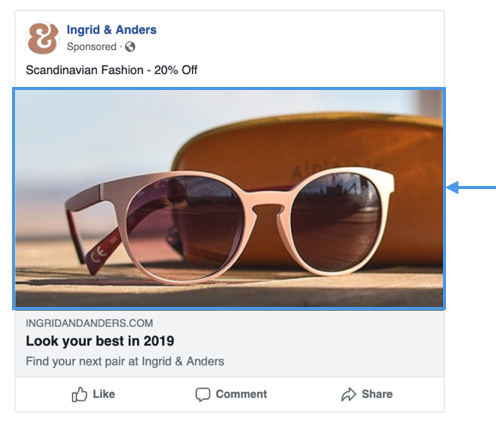 Ingrid & Anders
Sponsored ·
Scandinavian Fashion - 20% Off
CE
INGRIDANDANDERS.COM
Look your best in 2019
Find your next pair at Ingrid & Anders
Like Comment Share